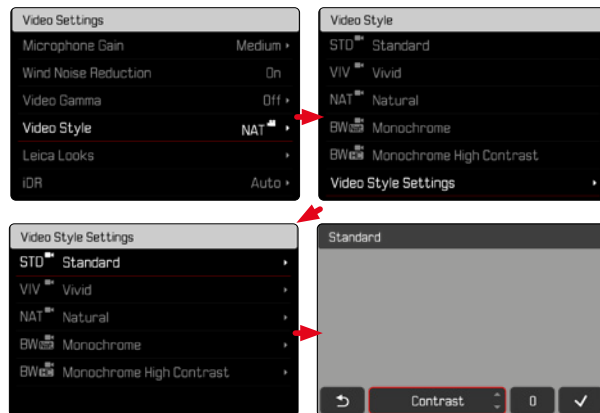 Video Settings
Microphone Gain Medium
Wind Noise Reduction On
Video Gamma Off
Video Style NAT
Leica Looks
iDR Auto
Video Style
STD Standard
VIV Vivid
NAT Natural
BW Monochrome
BW Monochrome High Contrast
Video Style Settings
Video Style Settings
STD Standard
VIV Vivid
NAT Natural
BW Monochrome
BW Monochrome High Contrast
Standard
Contrast 0